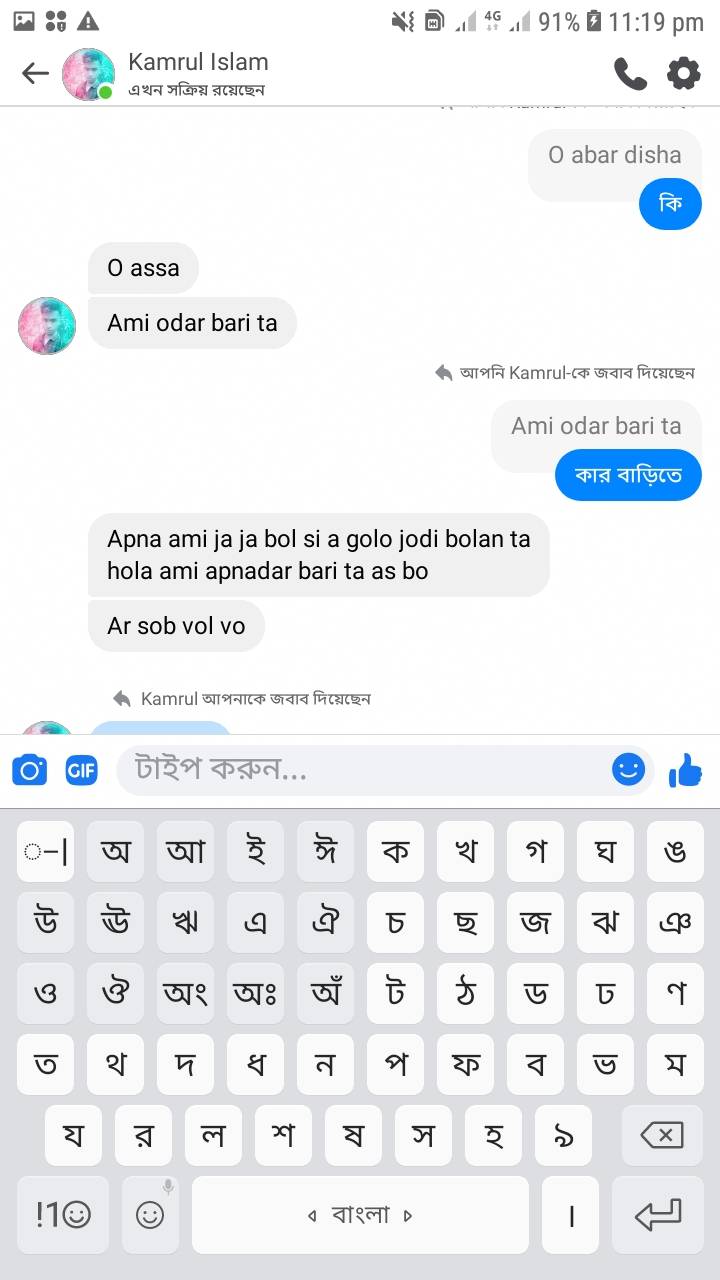 4G 91% 11:19 pm
Kamrul Islam
এখন সক্রিয় রয়েছেন
O abar disha
কি
O assa
Ami odar bari ta
আপনি Kamrul-কে জবাব দিয়েছেন
Ami odar bari ta
কার বাড়িতে
Apna ami ja ja bol si a golo jodi bolan ta
hola ami apnadar bari ta as bo
Ar sob vol vo
Kamrul আপনাকে জবাব দিয়েছেন
GIF টাইপ করুন...
অ আ ই ঈ ক খ গ ঘ ঙ
উ ঊ ঋ এ ঐ চ ছ জ ঝ ঞ
ও ঔ অং অঃ অঁ ট ঠ ড ঢ ণ
ত থ দ ধ ন প ফ ব ভ ম
য র ল শ ষ স হ ৯
!1☺ বাংলা ।